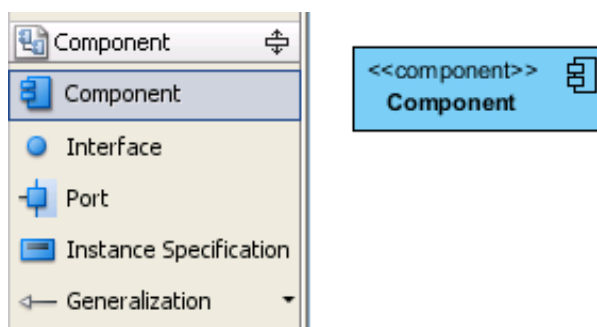 Component
Component
Interface
Port
Instance Specification
Generalization
<<component>>
Component